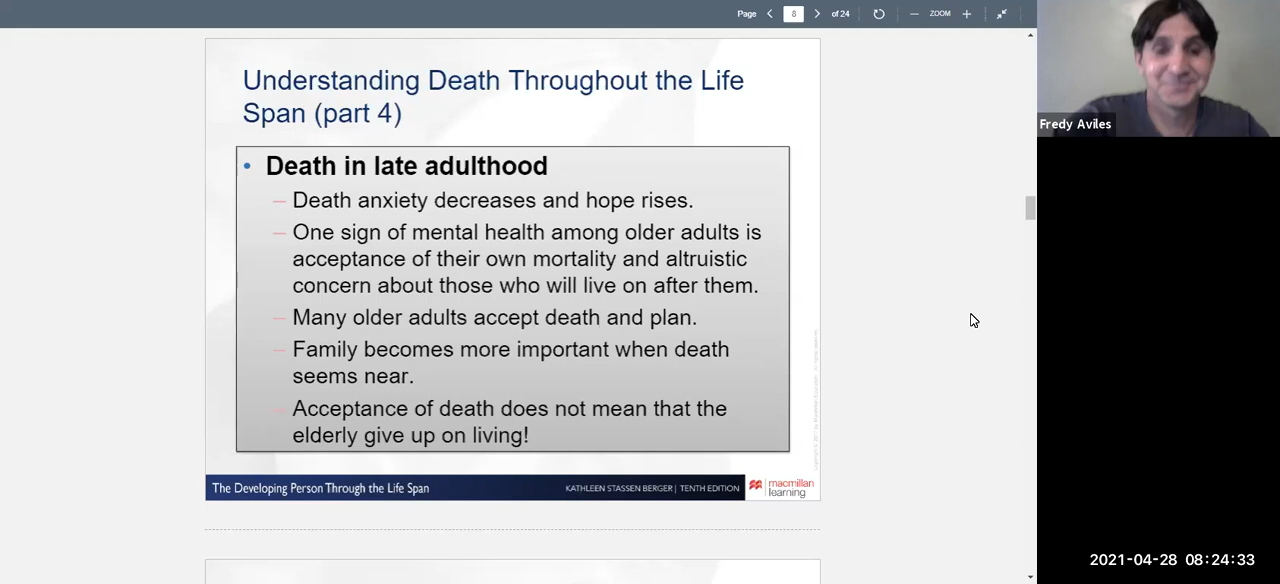 Page 8 of 24 ZOOM
Understanding Death Throughout the Life
Span (part 4)
• Death in late adulthood
– Death anxiety decreases and hope rises.
– One sign of mental health among older adults is
acceptance of their own mortality and altruistic
concern about those who will live on after them.
– Many older adults accept death and plan.
– Family becomes more important when death
seems near.
– Acceptance of death does not mean that the
elderly give up on living!
The Developing Person Through the Life Span
KATHLEEN STASSEN BERGER | TENTH EDITION
macmillan
learning
Fredy Aviles
2021-04-28 08:24:33